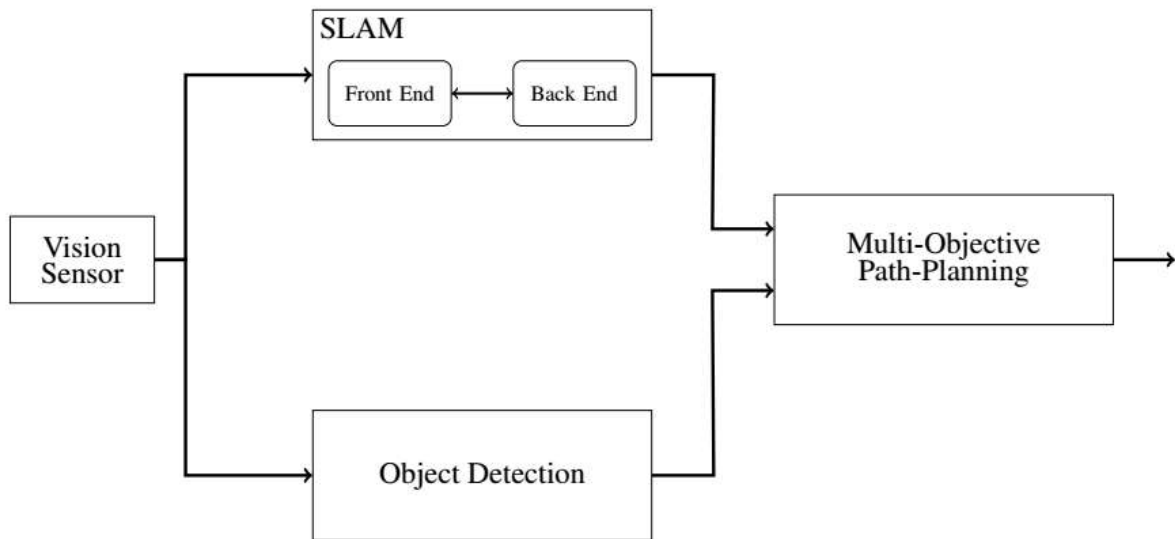 SLAM
Front End
Back End
Vision
Sensor
Multi-Objective
Path-Planning
Object Detection